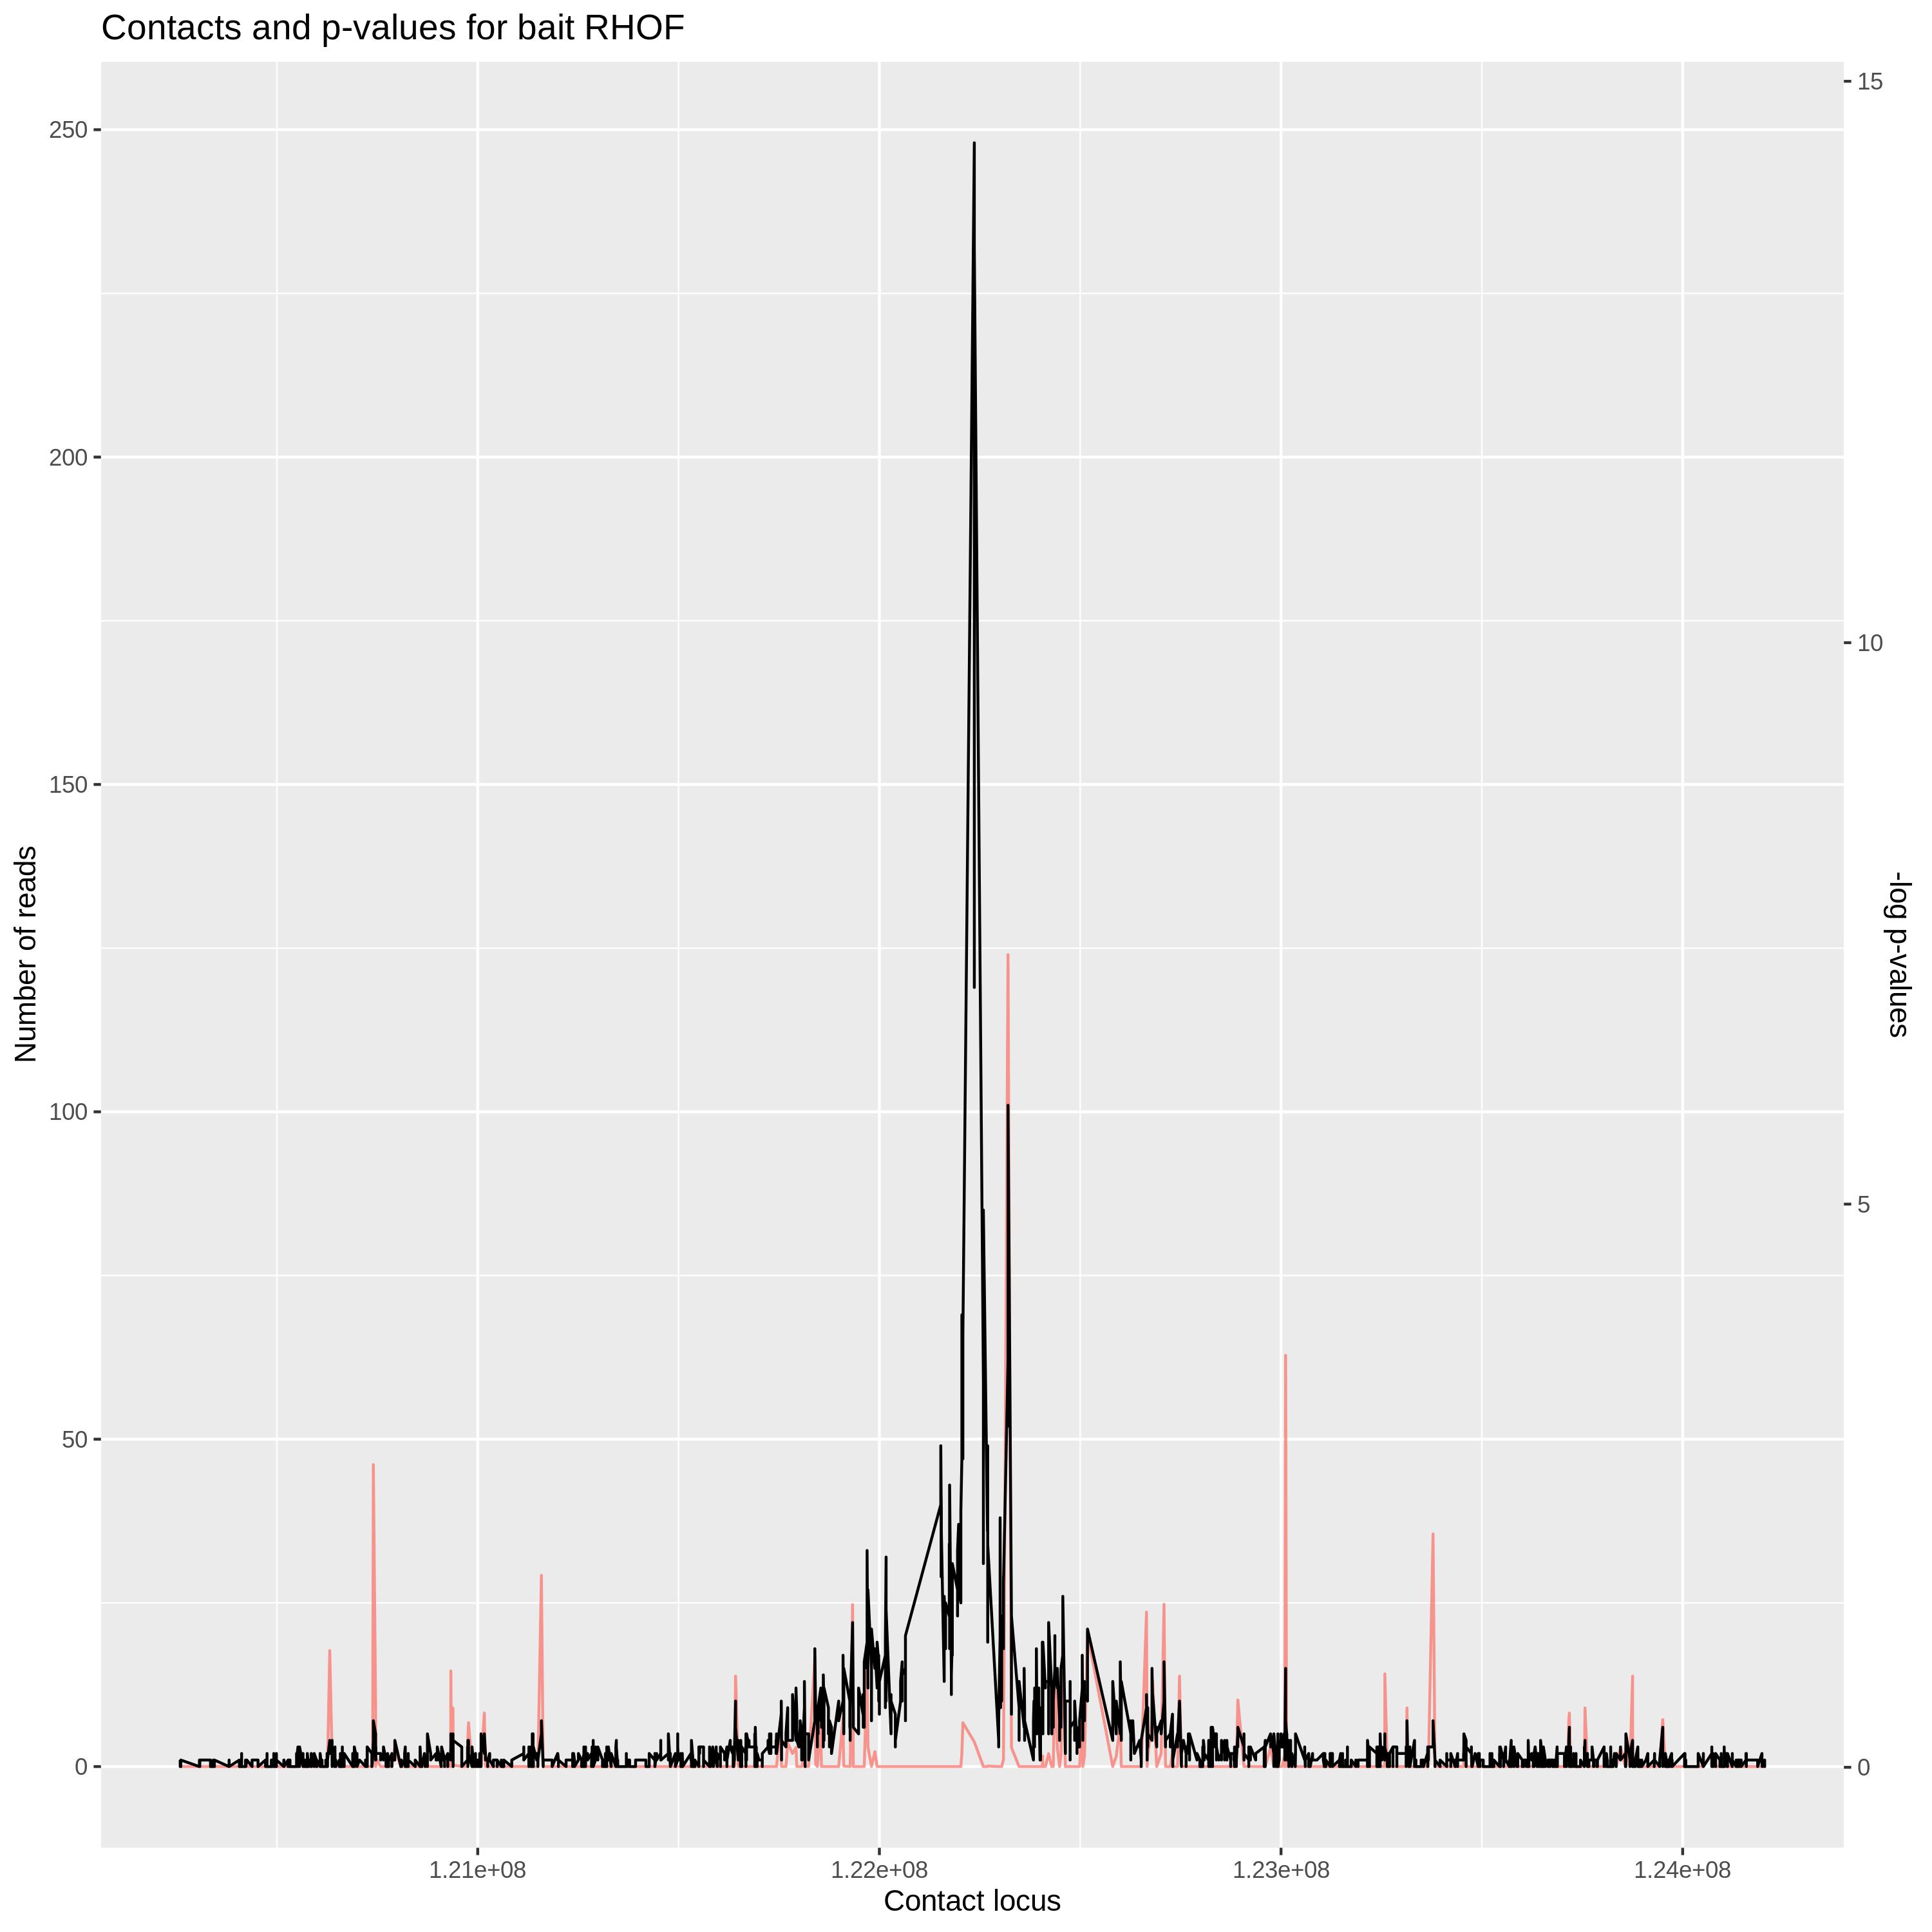 Contacts and p-values for bait RHOF
250
200
150
100
50
0
Number of reads
15
10
5
0
-log p-values
1.21e+08
1.22e+08
1.23e+08
1.24e+08
Contact locus